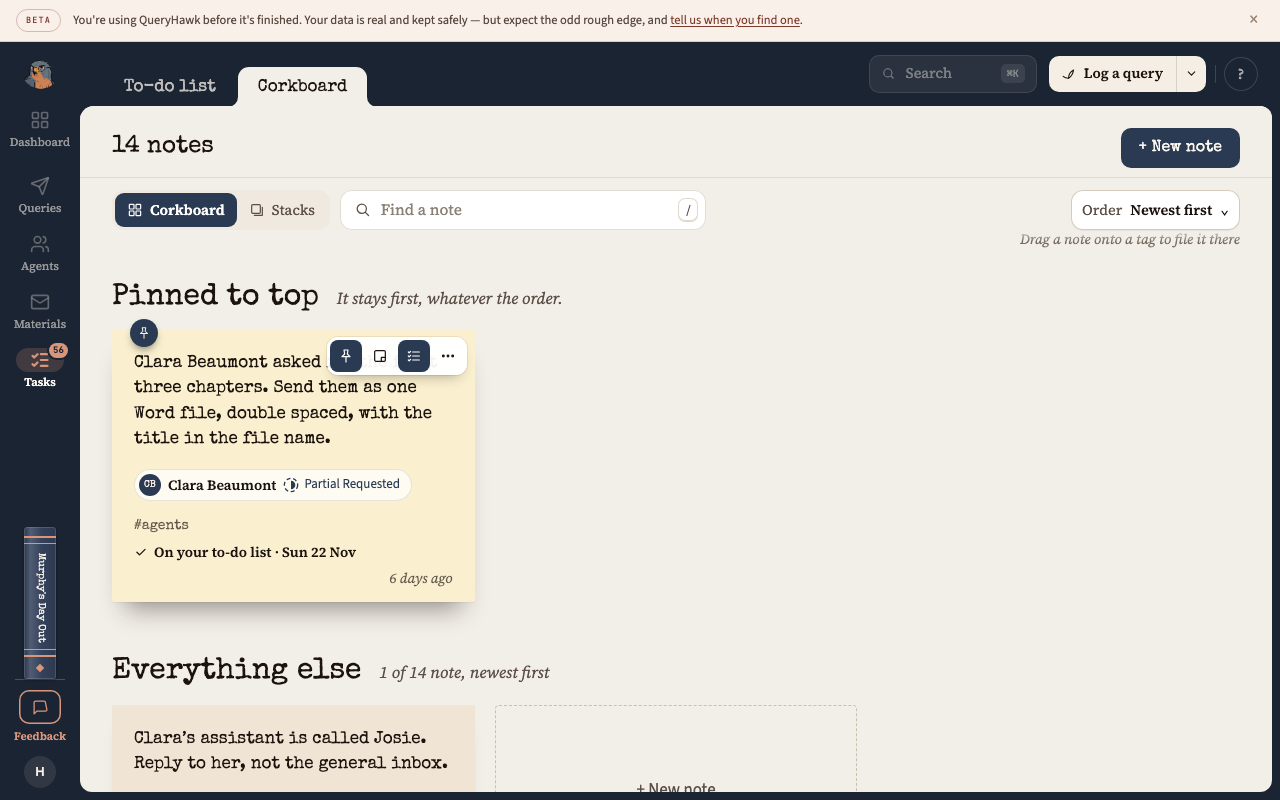 BETA
You're using QueryHawk before it's finished. Your data is real and kept safely — but expect the odd rough edge, and tell us when you find one.
×
To-do list
Corkboard
Search
⌘K
Log a query
?
Dashboard
Queries
Agents
Materials
56
Tasks
Murphy's Day Out
Feedback
H
14 notes
+ New note
Corkboard
Stacks
Find a note
/
Order Newest first
Drag a note onto a tag to file it there
Pinned to top
It stays first, whatever the order.
Clara Beaumont asked
three chapters. Send them as one
Word file, double spaced, with the
title in the file name.
CB
Clara Beaumont
Partial Requested
#agents
On your to-do list · Sun 22 Nov
6 days ago
Everything else
1 of 14 note, newest first
Clara’s assistant is called Josie.
Reply to her, not the general inbox.
+ New note